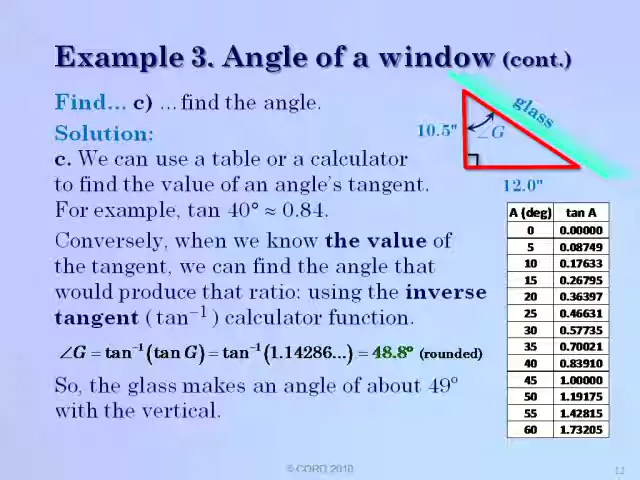 Example 3. Angle of a window (cont.)
Find... c) ... find the angle.
Solution:
c. We can use a table or a calculator
to find the value of an angle's tangent.
For example, tan 40° ≈ 0.84.
Conversely, when we know the value of
the tangent, we can find the angle that
would produce that ratio: using the inverse
tangent (tan⁻¹) calculator function.
∠G = tan⁻¹(tan G) = tan⁻¹(1.14286...) = 48.8° (rounded)
So, the glass makes an angle of about 49°
with the vertical.
glass
10.5"
∠G
12.0"
A (deg) tan A
0 0.00000
5 0.08749
10 0.17633
15 0.26795
20 0.36397
25 0.46631
30 0.57735
35 0.70021
40 0.83910
45 1.00000
50 1.19175
55 1.42815
60 1.73205
© CORD 2010
12